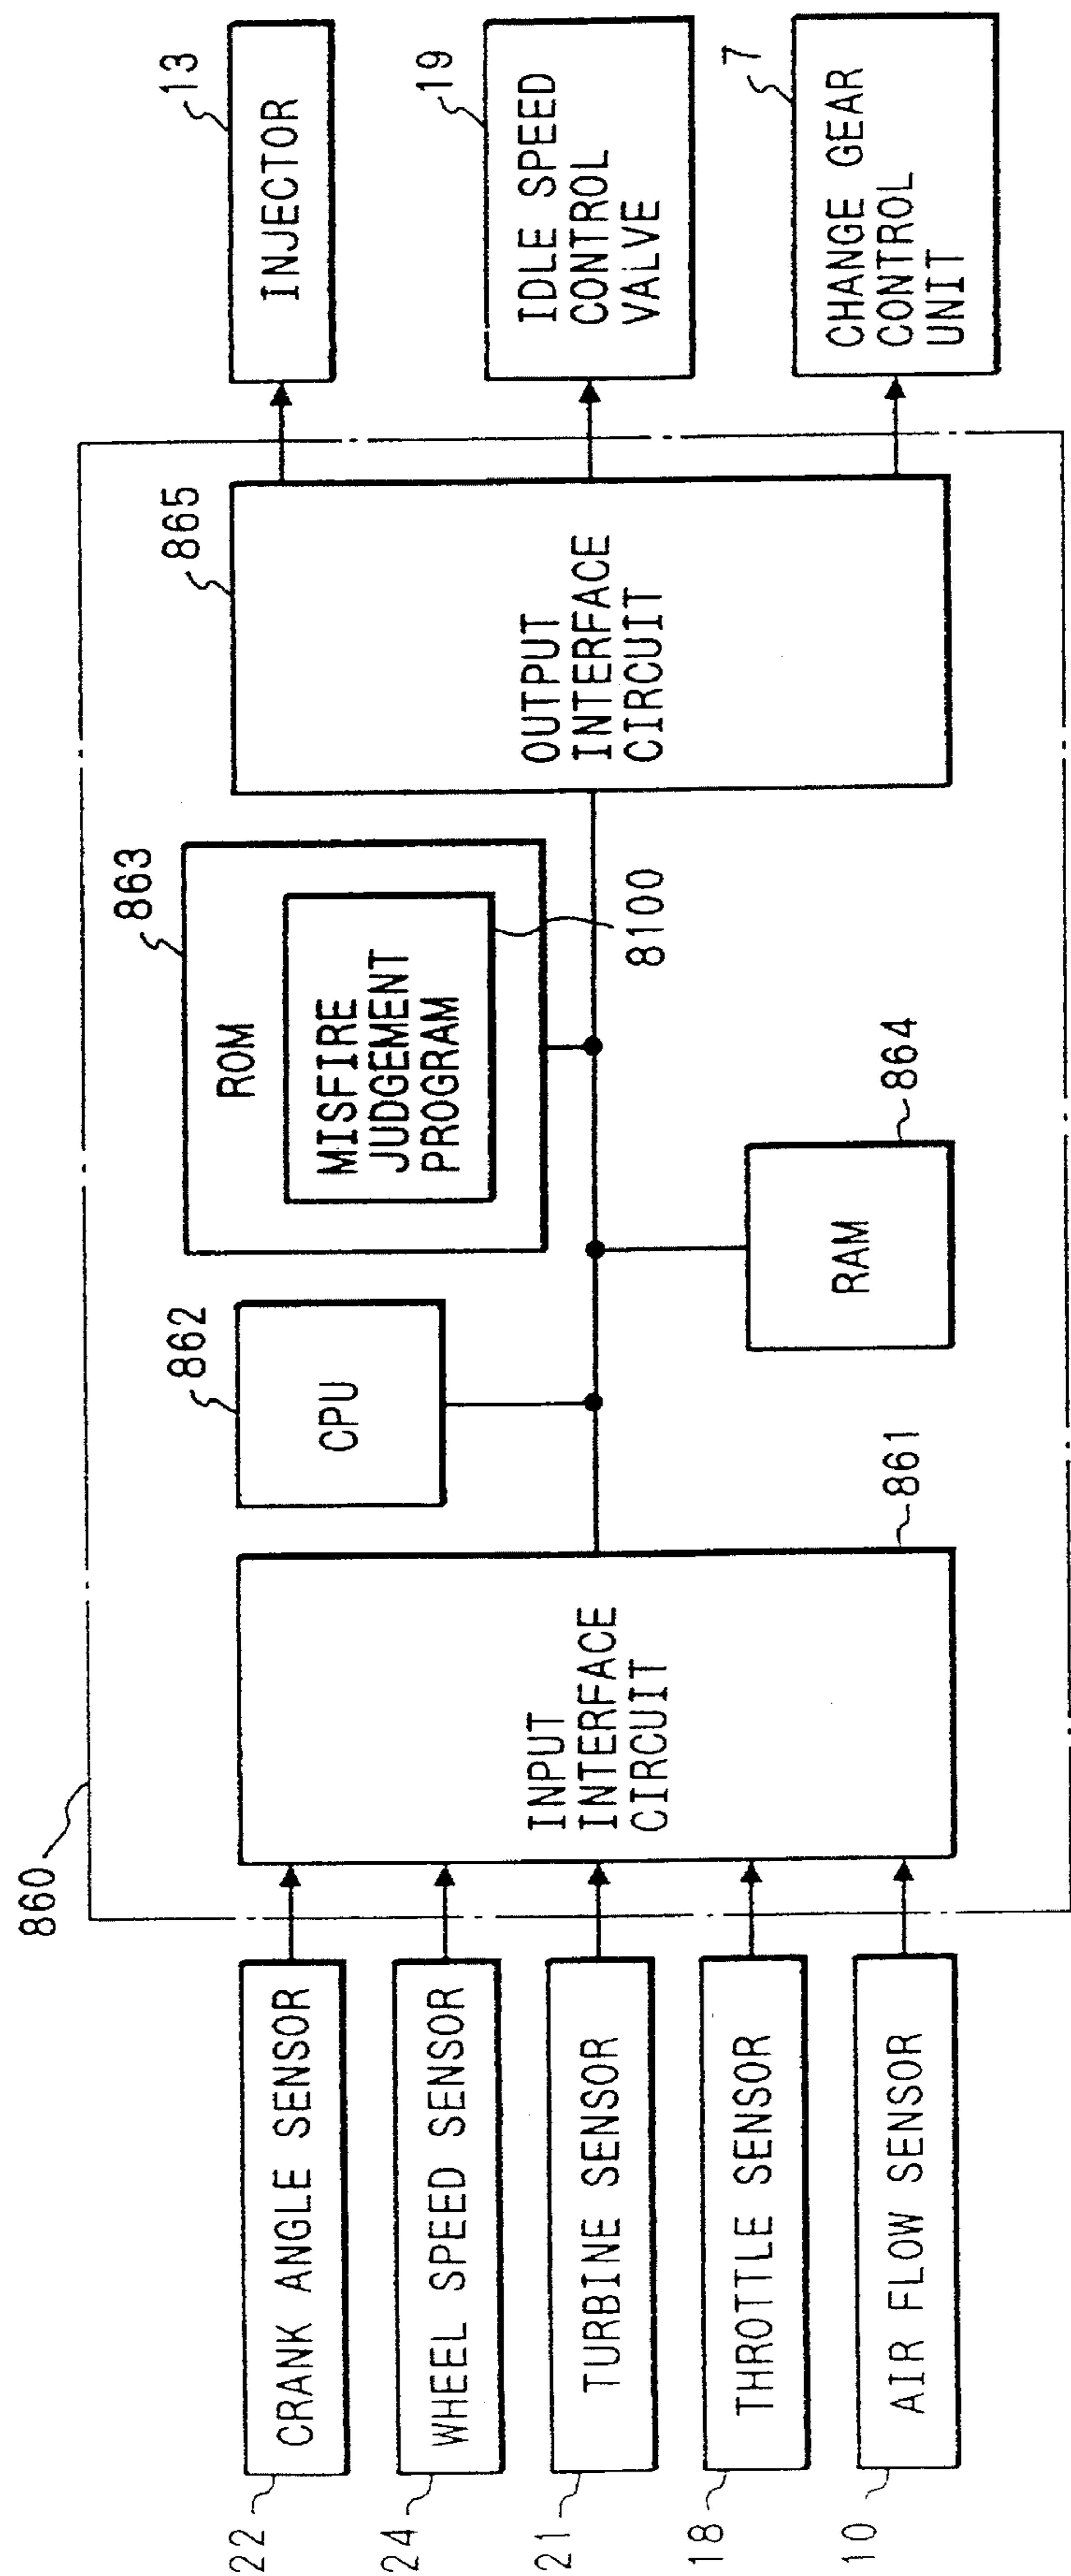 860
22
CRANK ANGLE SENSOR
24
WHEEL SPEED SENSOR
21
TURBINE SENSOR
18
THROTTLE SENSOR
10
AIR FLOW SENSOR
INPUT
INTERFACE
CIRCUIT
861
862
CPU
863
ROM
MISFIRE
JUDGEMENT
PROGRAM
8100
864
RAM
865
OUTPUT
INTERFACE
CIRCUIT
13
INJECTOR
19
IDLE SPEED
CONTROL
VALVE
7
CHANGE GEAR
CONTROL
UNIT